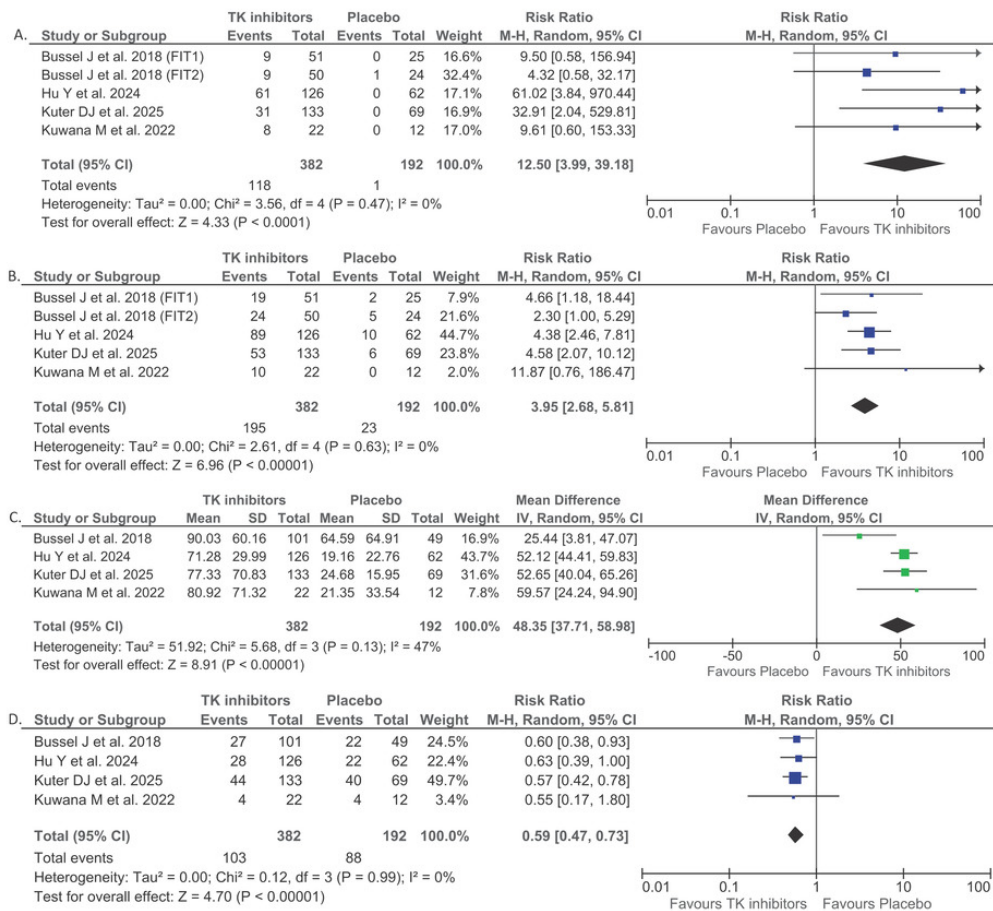 A.
TK inhibitors Placebo Risk Ratio Risk Ratio
Study or Subgroup Events Total Events Total Weight M-H, Random, 95% CI M-H, Random, 95% CI
Bussel J et al. 2018 (FIT1) 9 51 0 25 16.6% 9.50 [0.58, 156.94]
Bussel J et al. 2018 (FIT2) 9 50 1 24 32.4% 4.32 [0.58, 32.17]
Hu Y et al. 2024 61 126 0 62 17.1% 61.02 [3.84, 970.44]
Kuter DJ et al. 2025 31 133 0 69 16.9% 32.91 [2.04, 529.81]
Kuwana M et al. 2022 8 22 0 12 17.0% 9.61 [0.60, 153.33]
Total (95% CI) 382 192 100.0% 12.50 [3.99, 39.18]
Total events 118 1
Heterogeneity: Tau² = 0.00; Chi² = 3.56, df = 4 (P = 0.47); I² = 0%
Test for overall effect: Z = 4.33 (P < 0.0001)
0.01 0.1 1 10 100
Favours Placebo Favours TK inhibitors
B.
TK inhibitors Placebo Risk Ratio Risk Ratio
Study or Subgroup Events Total Events Total Weight M-H, Random, 95% CI M-H, Random, 95% CI
Bussel J et al. 2018 (FIT1) 19 51 2 25 7.9% 4.66 [1.18, 18.44]
Bussel J et al. 2018 (FIT2) 24 50 5 24 21.6% 2.30 [1.00, 5.29]
Hu Y et al. 2024 89 126 10 62 44.7% 4.38 [2.46, 7.81]
Kuter DJ et al. 2025 53 133 6 69 23.8% 4.58 [2.07, 10.12]
Kuwana M et al. 2022 10 22 0 12 2.0% 11.87 [0.76, 186.47]
Total (95% CI) 382 192 100.0% 3.95 [2.68, 5.81]
Total events 195 23
Heterogeneity: Tau² = 0.00; Chi² = 2.61, df = 4 (P = 0.63); I² = 0%
Test for overall effect: Z = 6.96 (P < 0.00001)
0.01 0.1 1 10 100
Favours Placebo Favours TK inhibitors
C.
TK inhibitors Placebo Mean Difference Mean Difference
Study or Subgroup Mean SD Total Mean SD Total Weight IV, Random, 95% CI IV, Random, 95% CI
Bussel J et al. 2018 90.03 60.16 101 64.59 64.91 49 16.9% 25.44 [3.81, 47.07]
Hu Y et al. 2024 71.28 29.99 126 19.16 22.76 62 43.7% 52.12 [44.41, 59.83]
Kuter DJ et al. 2025 77.33 70.83 133 24.68 15.95 69 31.6% 52.65 [40.04, 65.26]
Kuwana M et al. 2022 80.92 71.32 22 21.35 33.54 12 7.8% 59.57 [24.24, 94.90]
Total (95% CI) 382 192 100.0% 48.35 [37.71, 58.98]
Heterogeneity: Tau² = 51.92; Chi² = 5.68, df = 3 (P = 0.13); I² = 47%
Test for overall effect: Z = 8.91 (P < 0.00001)
-100 -50 0 50 100
Favours Placebo Favours TK inhibitors
D.
TK inhibitors Placebo Risk Ratio Risk Ratio
Study or Subgroup Events Total Events Total Weight M-H, Random, 95% CI M-H, Random, 95% CI
Bussel J et al. 2018 27 101 22 49 24.5% 0.60 [0.38, 0.93]
Hu Y et al. 2024 28 126 22 62 22.4% 0.63 [0.39, 1.00]
Kuter DJ et al. 2025 44 133 40 69 49.7% 0.57 [0.42, 0.78]
Kuwana M et al. 2022 4 22 4 12 3.4% 0.55 [0.17, 1.80]
Total (95% CI) 382 192 100.0% 0.59 [0.47, 0.73]
Total events 103 88
Heterogeneity: Tau² = 0.00; Chi² = 0.12, df = 3 (P = 0.99); I² = 0%
Test for overall effect: Z = 4.70 (P < 0.00001)
0.01 0.1 1 10 100
Favours TK inhibitors Favours Placebo